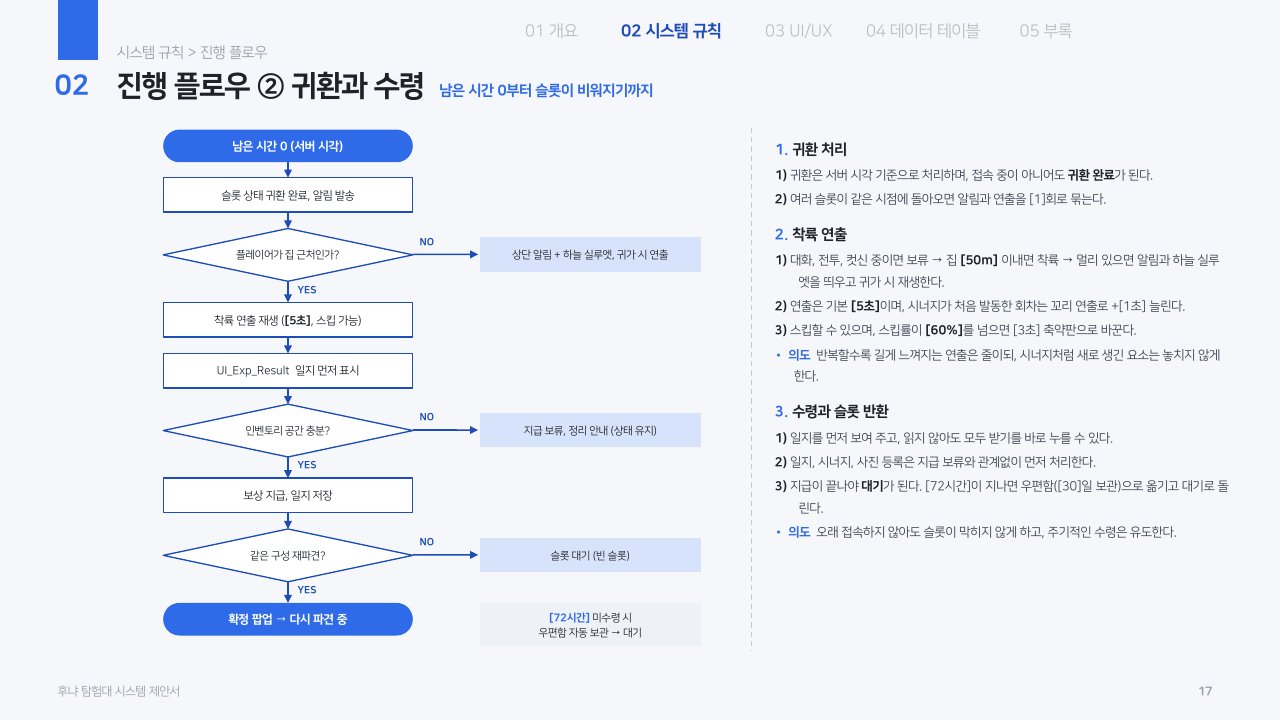 01 개요 02 시스템 규칙 03 UI/UX 04 데이터 테이블 05 부록
시스템 규칙 > 진행 플로우
02 진행 플로우 ② 귀환과 수령 남은 시간 0부터 슬롯이 비워지기까지
남은 시간 0 (서버 시각)
슬롯 상태 귀환 완료, 알림 발송
플레이어가 집 근처인가?
NO
상단 알림 + 하늘 실루엣, 귀가 시 연출
YES
착륙 연출 재생 ([5초], 스킵 가능)
UI_Exp_Result 일지 먼저 표시
인벤토리 공간 충분?
NO
지급 보류, 정리 안내 (상태 유지)
YES
보상 지급, 일지 저장
같은 구성 재파견?
NO
슬롯 대기 (빈 슬롯)
YES
확정 팝업 → 다시 파견 중
[72시간] 미수령 시
우편함 자동 보관 → 대기
1. 귀환 처리
1) 귀환은 서버 시각 기준으로 처리하며, 접속 중이 아니어도 귀환 완료가 된다.
2) 여러 슬롯이 같은 시점에 돌아오면 알림과 연출을 [1]회로 묶는다.
2. 착륙 연출
1) 대화, 전투, 컷신 중이면 보류 → 집 [50m] 이내면 착륙 → 멀리 있으면 알림과 하늘 실루
엣을 띄우고 귀가 시 재생한다.
2) 연출은 기본 [5초]이며, 시너지가 처음 발동한 회차는 꼬리 연출로 +[1초] 늘린다.
3) 스킵할 수 있으며, 스킵률이 [60%]를 넘으면 [3초] 축약판으로 바꾼다.
• 의도 반복할수록 길게 느껴지는 연출은 줄이되, 시너지처럼 새로 생긴 요소는 놓치지 않게
한다.
3. 수령과 슬롯 반환
1) 일지를 먼저 보여 주고, 읽지 않아도 모두 받기를 바로 누를 수 있다.
2) 일지, 시너지, 사진 등록은 지급 보류와 관계없이 먼저 처리한다.
3) 지급이 끝나야 대기가 된다. [72시간]이 지나면 우편함([30]일 보관)으로 옮기고 대기로 돌
린다.
• 의도 오래 접속하지 않아도 슬롯이 막히지 않게 하고, 주기적인 수령은 유도한다.
후냐 탐험대 시스템 제안서
17